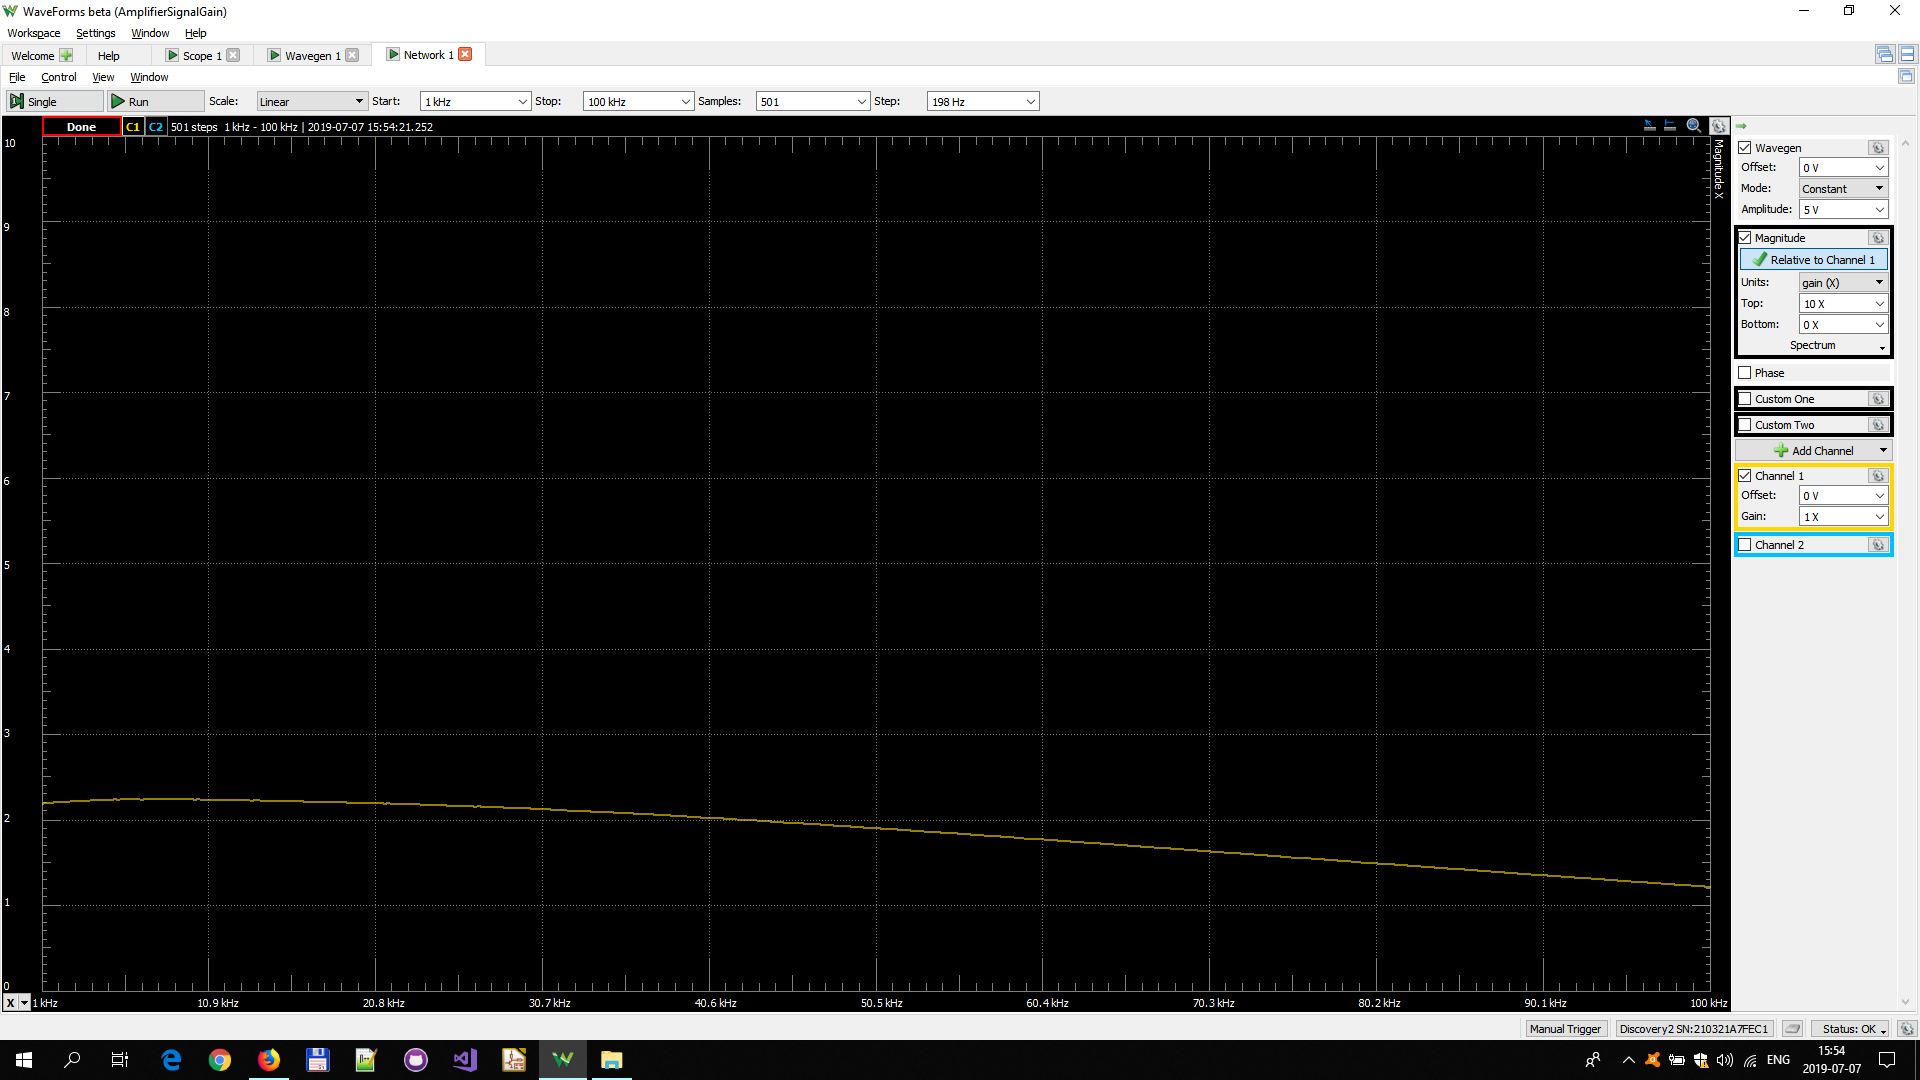 WaveForms beta (AmplifierSignalGain)
Workspace Settings Window Help
Welcome Help Scope 1 Wavegen 1 Network 1
File Control View Window
Single Run Scale: Linear Start: 1 kHz Stop: 100 kHz Samples: 501 Step: 198 Hz
Done C1 C2 501 steps 1 kHz - 100 kHz | 2019-07-07 15:54:21.252
Magnitude X
10
9
8
7
6
5
4
3
2
1
0
X 1 kHz 10.9 kHz 20.8 kHz 30.7 kHz 40.6 kHz 50.5 kHz 60.4 kHz 70.3 kHz 80.2 kHz 90.1 kHz 100 kHz
Wavegen
Offset: 0 V
Mode: Constant
Amplitude: 5 V
Magnitude
Relative to Channel 1
Units: gain (X)
Top: 10 X
Bottom: 0 X
Spectrum
Phase
Custom One
Custom Two
Add Channel
Channel 1
Offset: 0 V
Gain: 1 X
Channel 2
Manual Trigger Discovery2 SN:210321A7FEC1 Status: OK
ENG
15:54
2019-07-07